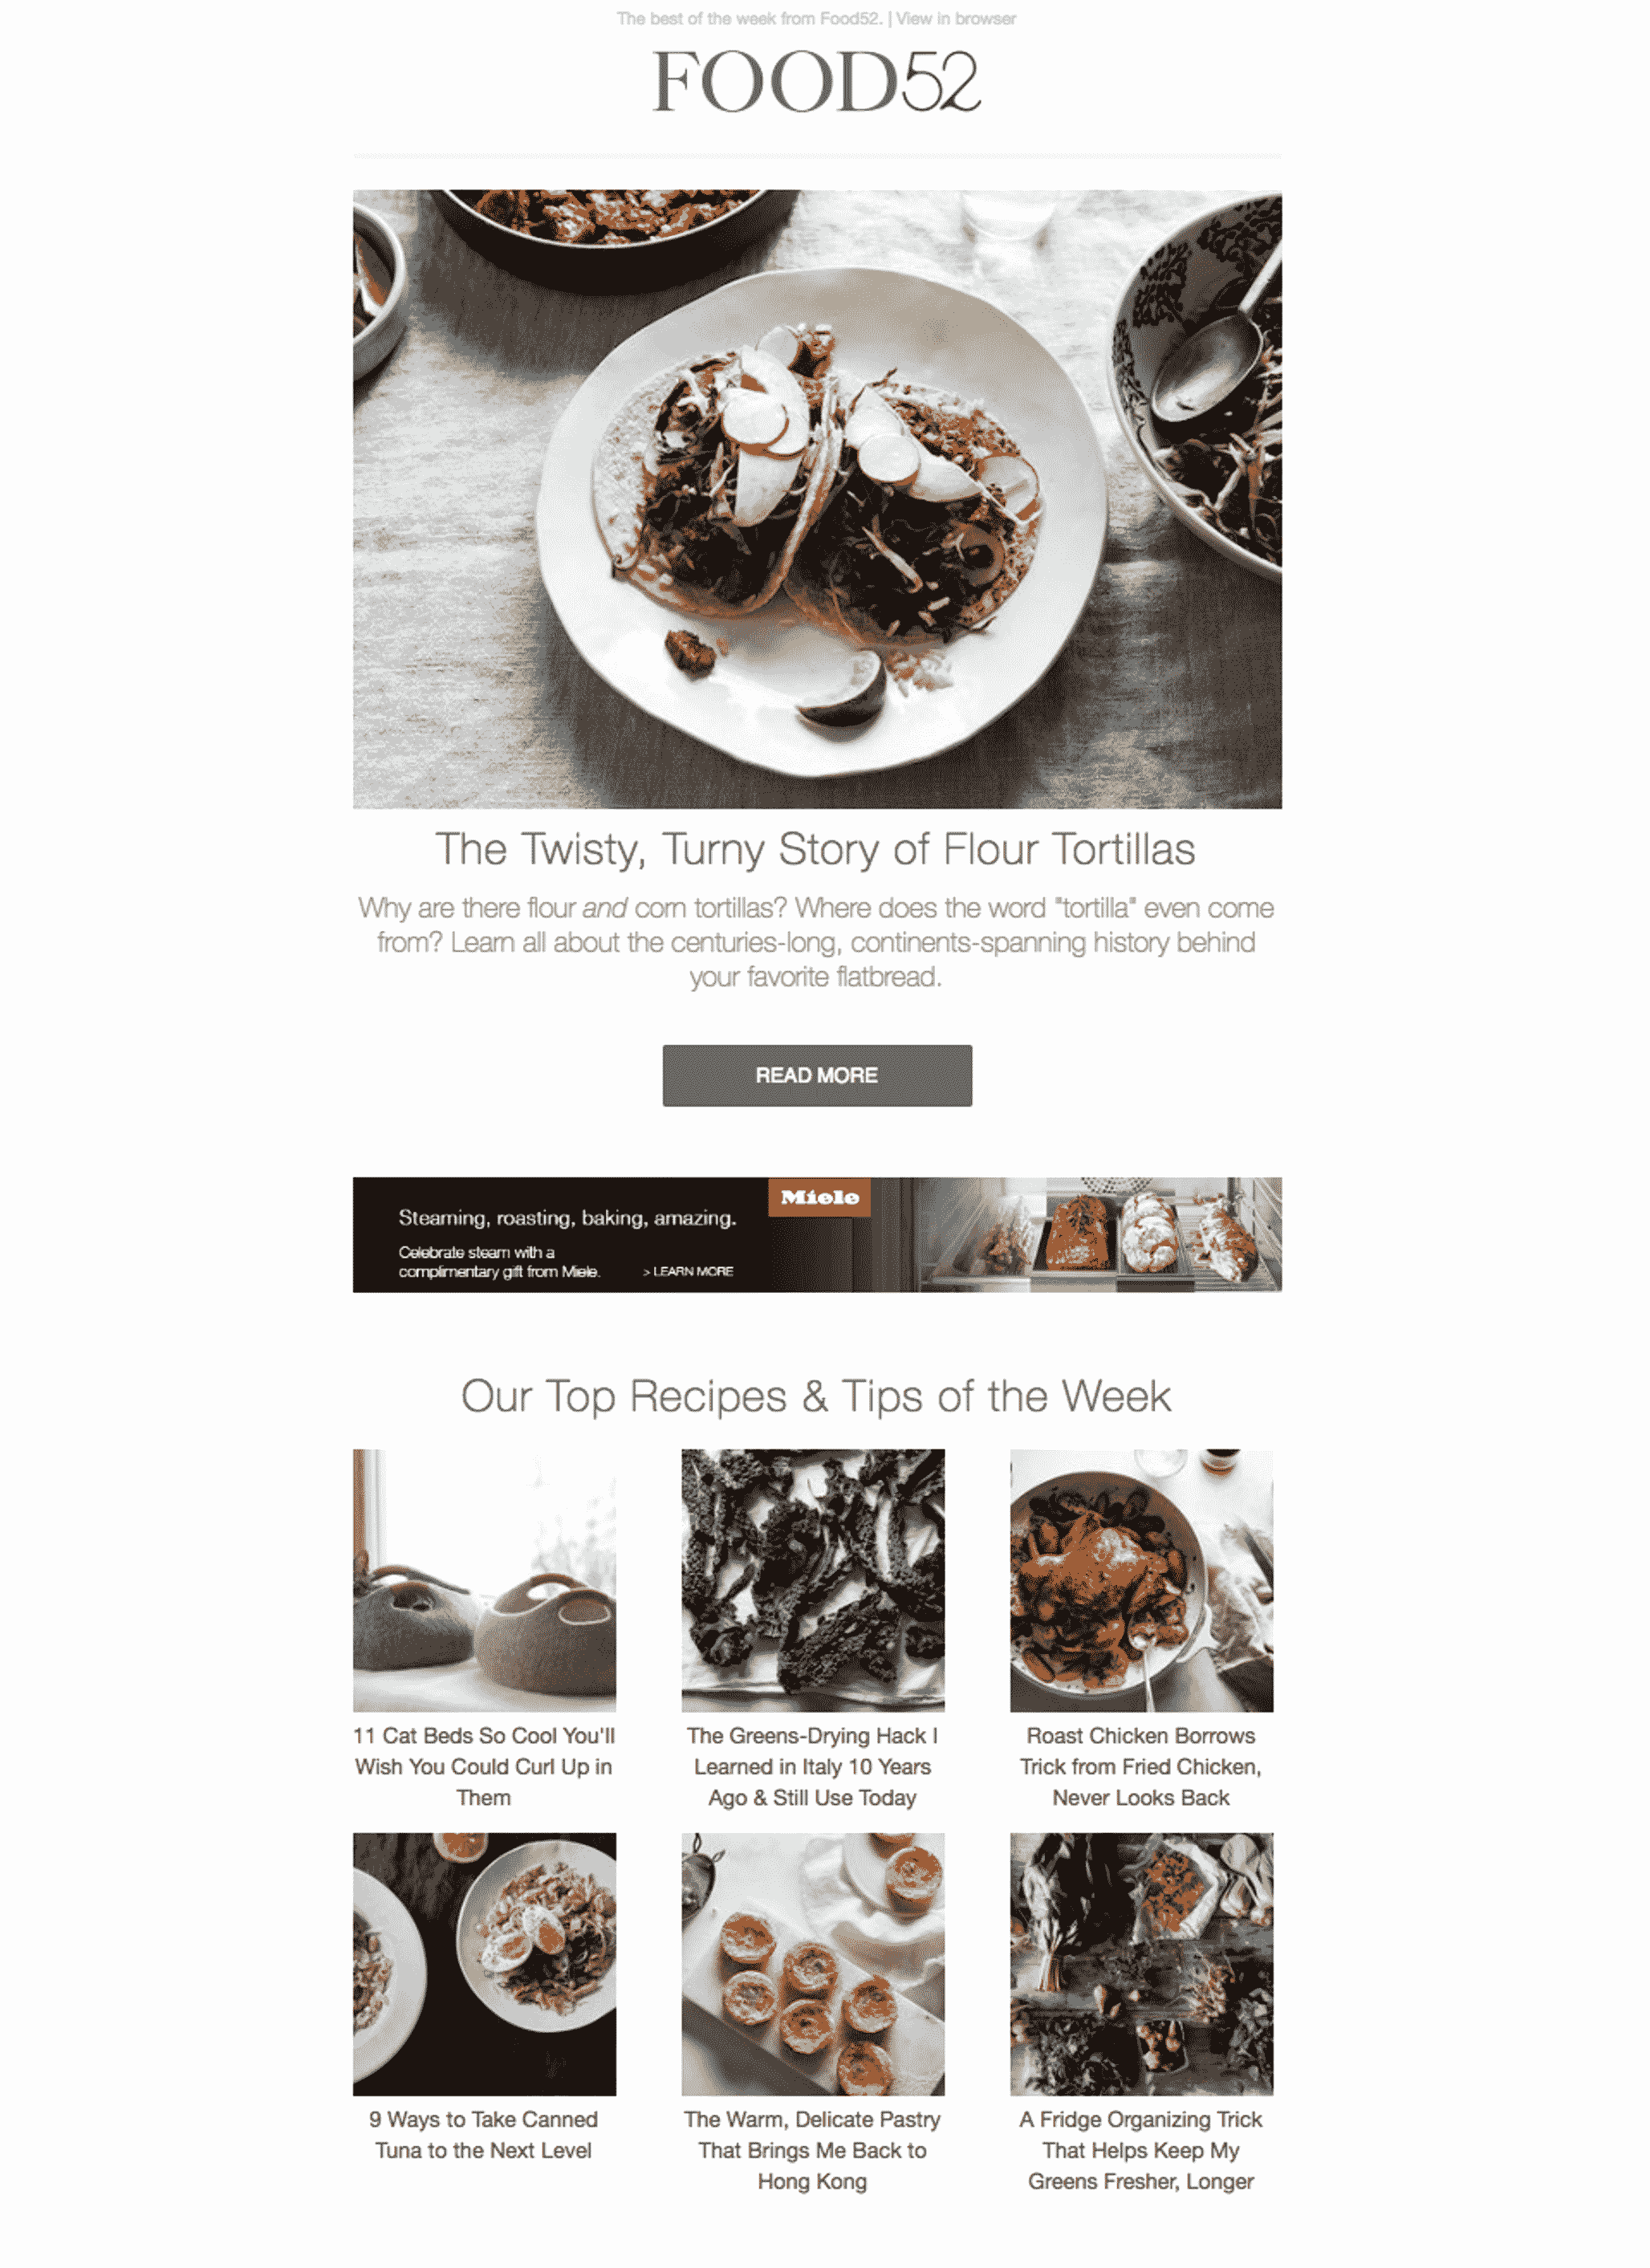 The best of the week from Food52. | View in browser
FOOD52
The Twisty, Turny Story of Flour Tortillas
Why are there flour and corn tortillas? Where does the word "tortilla" even come
from? Learn all about the centuries-long, continents-spanning history behind
your favorite flatbread.
READ MORE
Miele
Steaming, roasting, baking, amazing.
Celebrate steam with a
complimentary gift from Miele. > LEARN MORE
Our Top Recipes & Tips of the Week
11 Cat Beds So Cool You'll
Wish You Could Curl Up in
Them
The Greens-Drying Hack I
Learned in Italy 10 Years
Ago & Still Use Today
Roast Chicken Borrows
Trick from Fried Chicken,
Never Looks Back
9 Ways to Take Canned
Tuna to the Next Level
The Warm, Delicate Pastry
That Brings Me Back to
Hong Kong
A Fridge Organizing Trick
That Helps Keep My
Greens Fresher, Longer